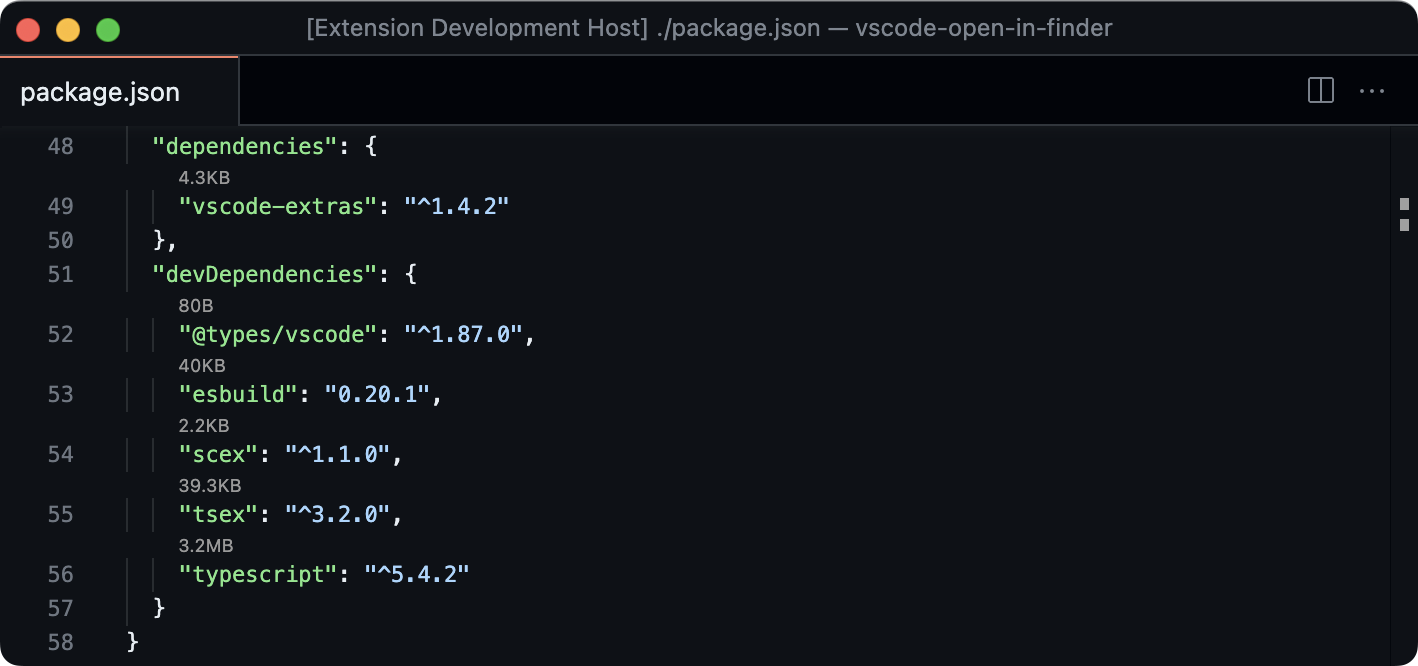 [Extension Development Host] ./package.json — vscode-open-in-finder
package.json
48 "dependencies": {
4.3KB
49 "vscode-extras": "^1.4.2"
50 },
51 "devDependencies": {
80B
52 "@types/vscode": "^1.87.0",
40KB
53 "esbuild": "0.20.1",
2.2KB
54 "scex": "^1.1.0",
39.3KB
55 "tsex": "^3.2.0",
3.2MB
56 "typescript": "^5.4.2"
57 }
58 }